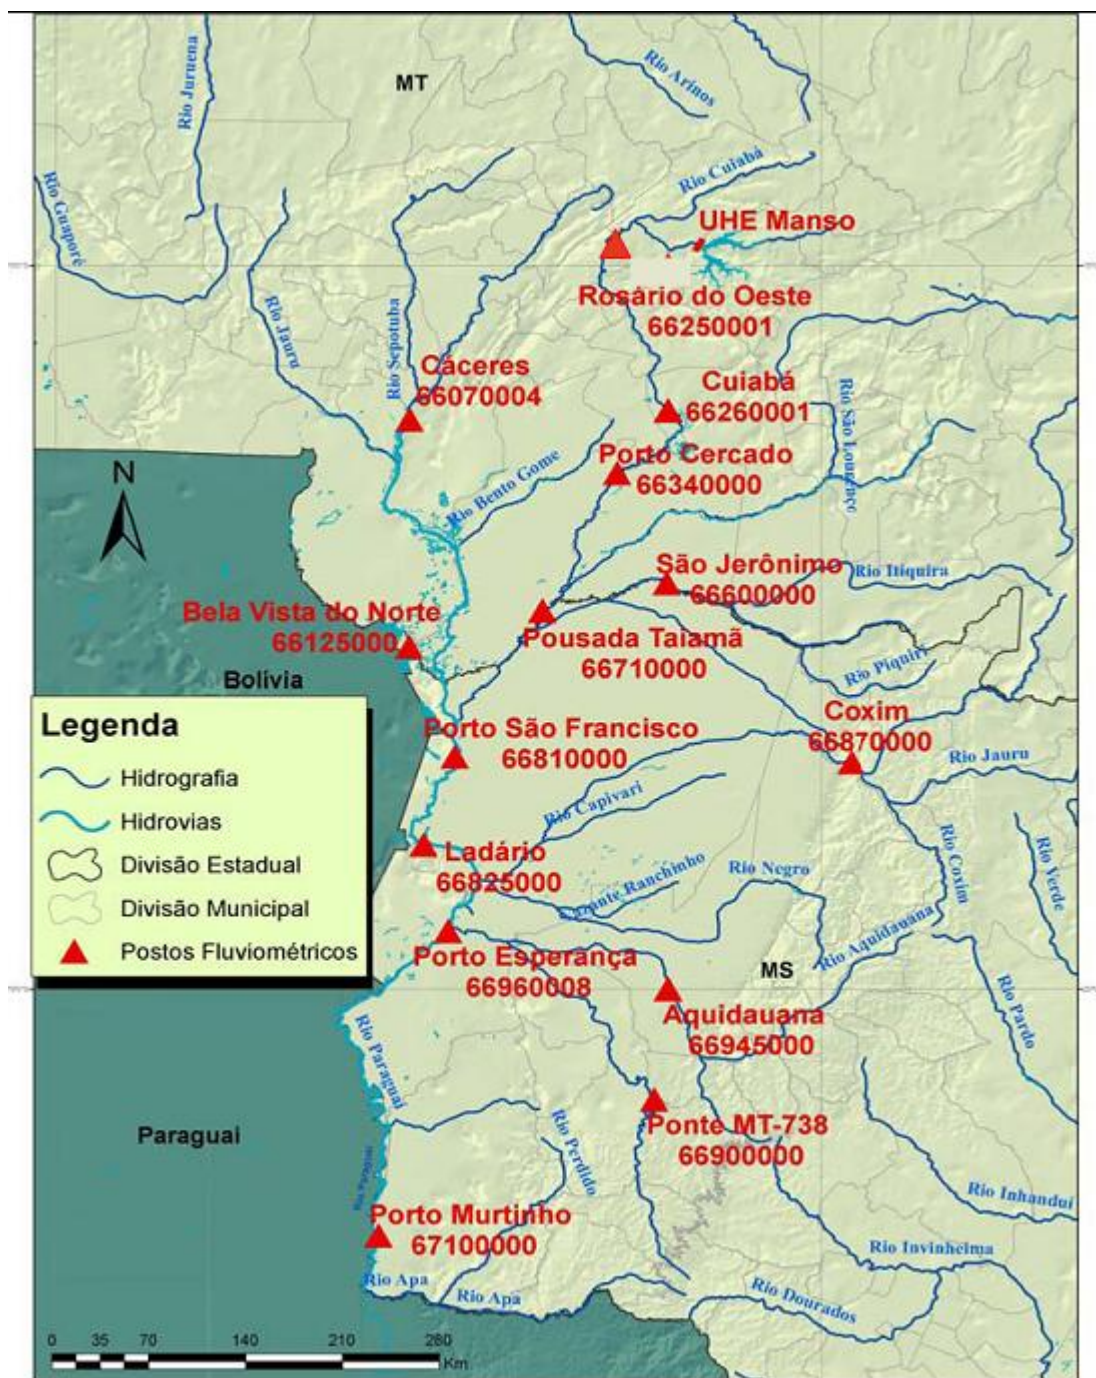 MT
Rio Juruena
Rio Arinos
Rio Guaporé
Rio Cuiabá
UHE Manso
Rosário do Oeste
66250001
Rio Jauru
Rio Sepotuba
Cáceres
66070004
Cuiabá
66260001
Rio São Lourenço
Porto Cercado
66340000
Rio Bento Gome
N
São Jerônimo
66600000
Rio Itiquira
Bela Vista do Norte
66125000
Pousada Taiamã
66710000
Rio Piquiri
Bolívia
Legenda
Hidrografia
Hidrovias
Divisão Estadual
Divisão Municipal
Postos Fluviométricos
Porto São Francisco
66810000
Coxim
66870000
Rio Jauru
Rio Capivari
Ladário
66825000
Rio Negro
Rio Coxim
Rio Verde
Rio Aquidauana
Porto Esperança
66960008
MS
Aquidauana
66945000
Rio Pardo
Rio Paraguai
Paraguai
Rio Perdido
Ponte MT-738
66900000
Rio Paraguai
Rio Inhanduí
Porto Murtinho
67100000
Rio Invinheima
Rio Apa
Rio Apa
Rio Dourados
0 35 70 140 210 280
Km